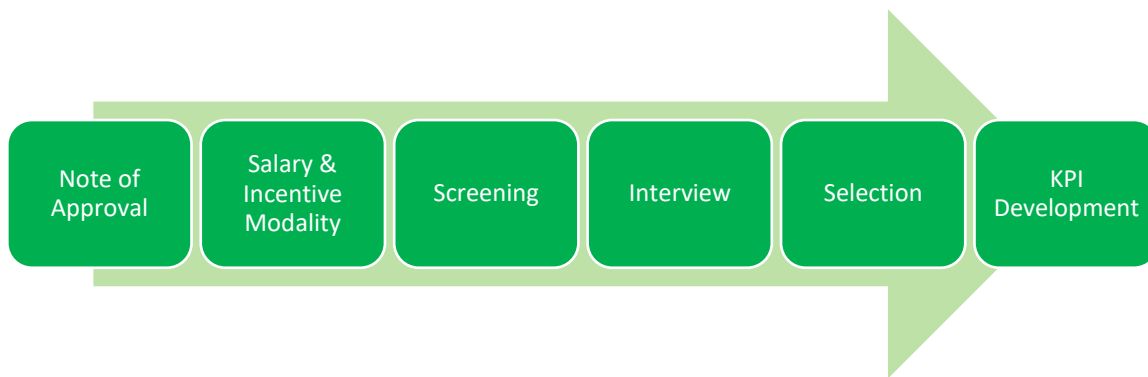 Note of
Approval
Salary &
Incentive
Modality
Screening
Interview
Selection
KPI
Development